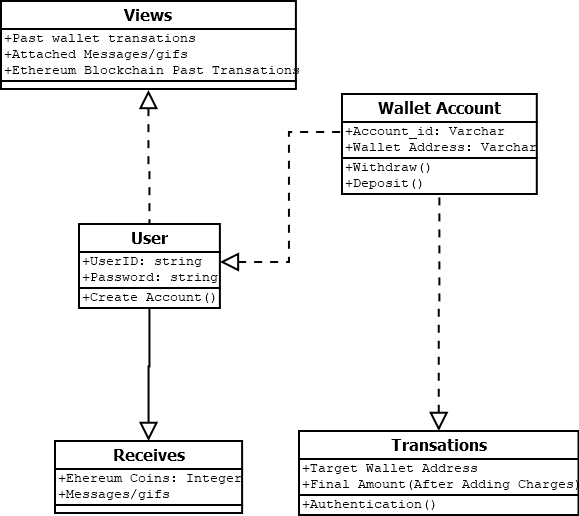 Views
+Past wallet transations
+Attached Messages/gifs
+Ethereum Blockchain Past Transations
Wallet Account
+Account_id: Varchar
+Wallet Address: Varchar
+Withdraw()
+Deposit()
User
+UserID: string
+Password: string
+Create Account()
Receives
+Ehereum Coins: Integer
+Messages/gifs
Transations
+Target Wallet Address
+Final Amount(After Adding Charges)
+Authentication()